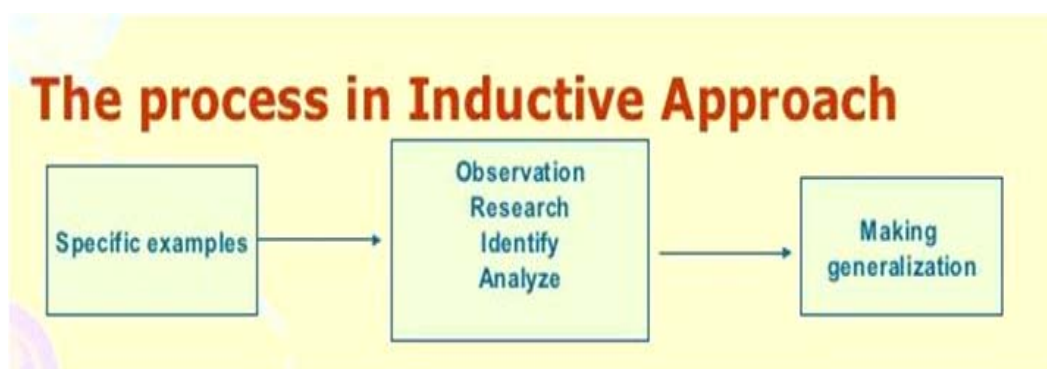 The process in Inductive Approach
Specific examples
Observation
Research
Identify
Analyze
Making
generalization